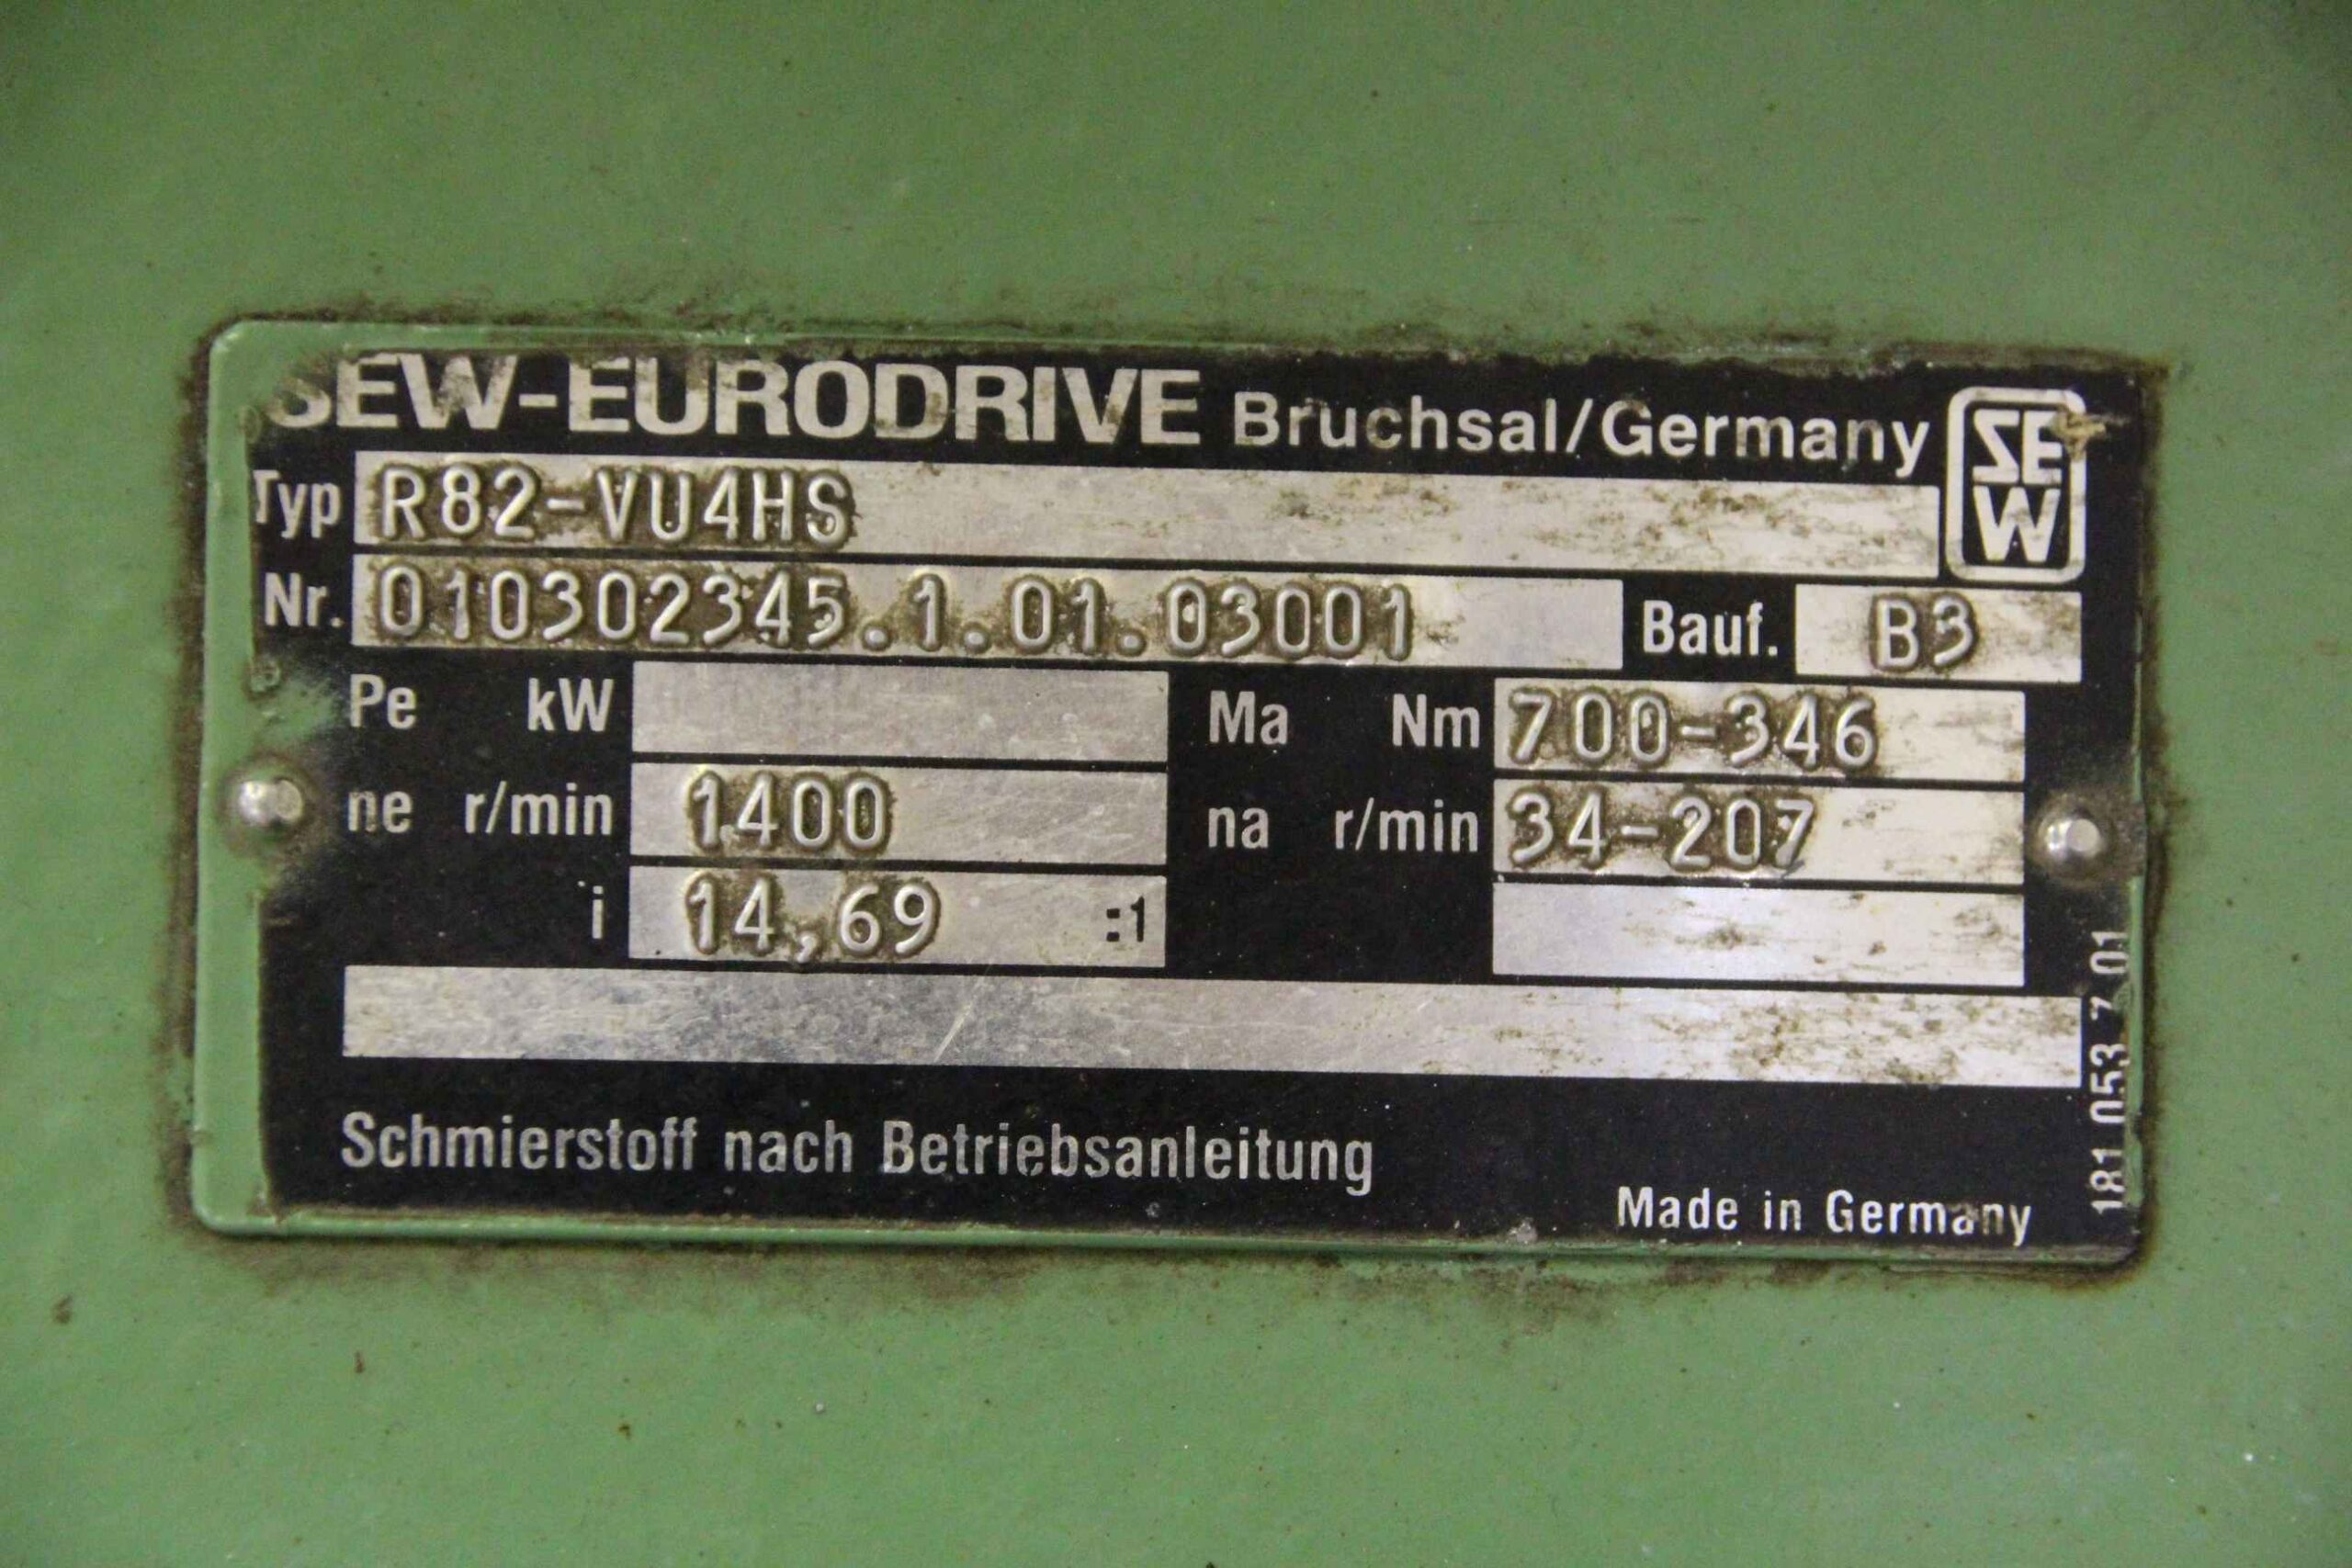 SEW-EURODRIVE Bruchsal/Germany
SEW
Typ R82-VU4HS
Nr. 010302345.1.01.03001 Bauf. B3
Pe kW Ma Nm 700-346
ne r/min 1400 na r/min 34-207
i 14,69 :1
Schmierstoff nach Betriebsanleitung
Made in Germany
181 053 7 01